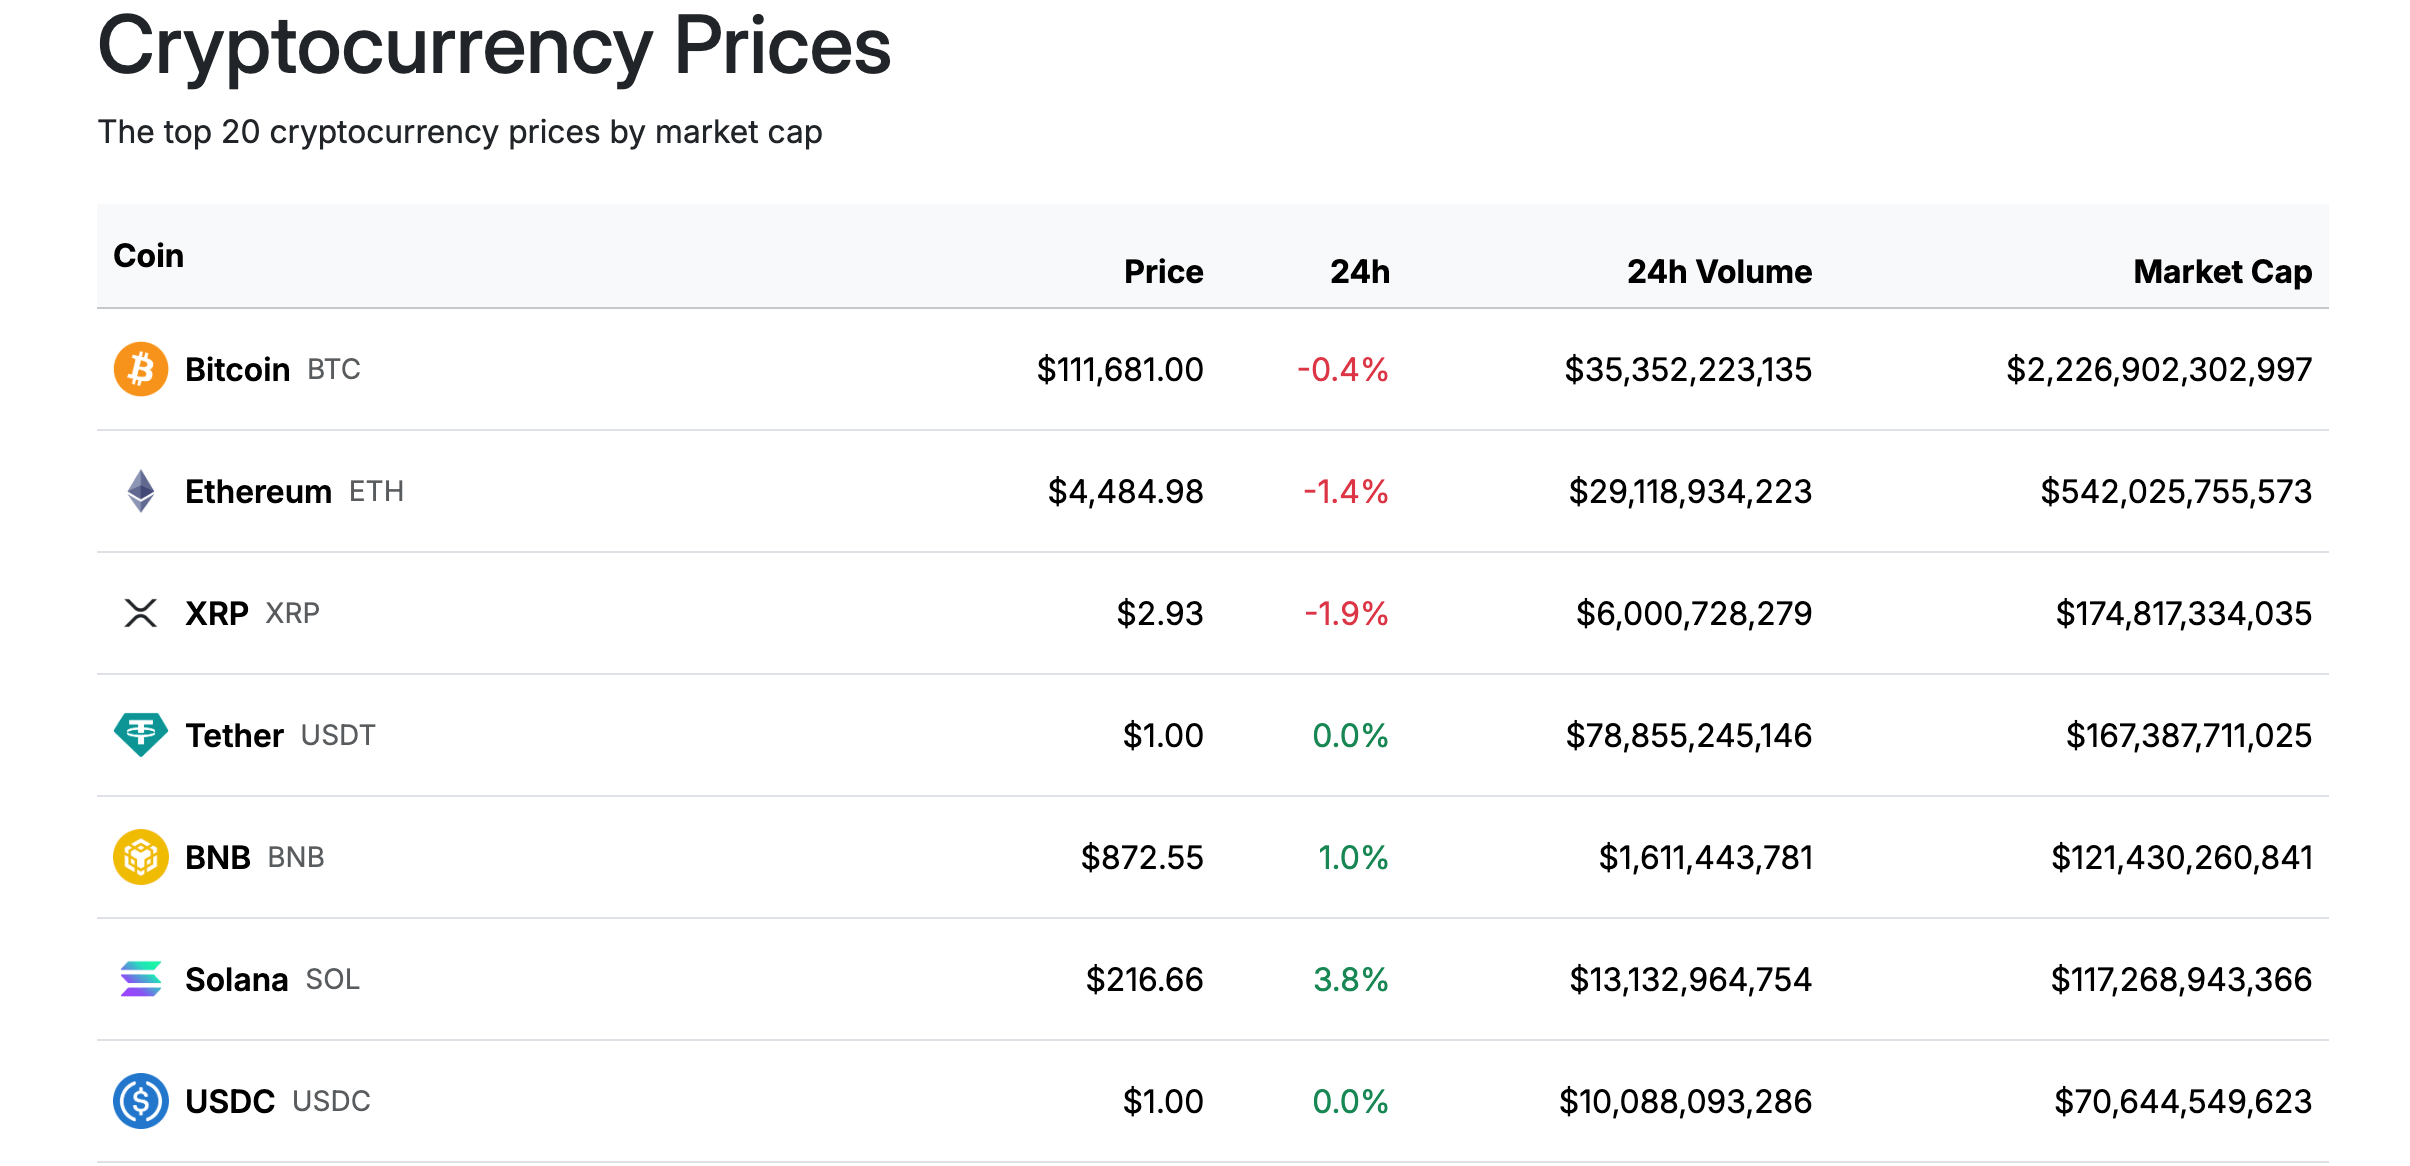 Cryptocurrency Prices
The top 20 cryptocurrency prices by market cap
Coin Price 24h 24h Volume Market Cap
Bitcoin BTC $111,681.00 -0.4% $35,352,223,135 $2,226,902,302,997
Ethereum ETH $4,484.98 -1.4% $29,118,934,223 $542,025,755,573
XRP XRP $2.93 -1.9% $6,000,728,279 $174,817,334,035
Tether USDT $1.00 0.0% $78,855,245,146 $167,387,711,025
BNB BNB $872.55 1.0% $1,611,443,781 $121,430,260,841
Solana SOL $216.66 3.8% $13,132,964,754 $117,268,943,366
USDC USDC $1.00 0.0% $10,088,093,286 $70,644,549,623